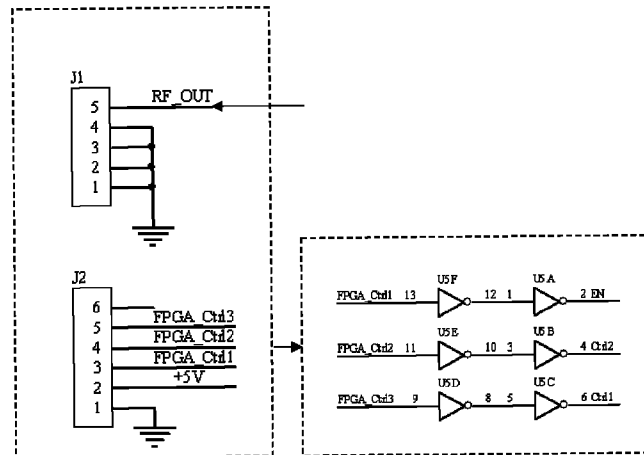 J1
5 RF_OUT
4
3
2
1
J2
6
5 FPGA_Ctrl3
4 FPGA_Ctrl2
3 FPGA_Ctrl1
2 +5V
1
U5F U5A
FPGA_Ctrl1 13 12 1 2 EN
U5E U5B
FPGA_Ctrl2 11 10 3 4 Ctrl2
U5D U5C
FPGA_Ctrl3 9 8 5 6 Ctrl1